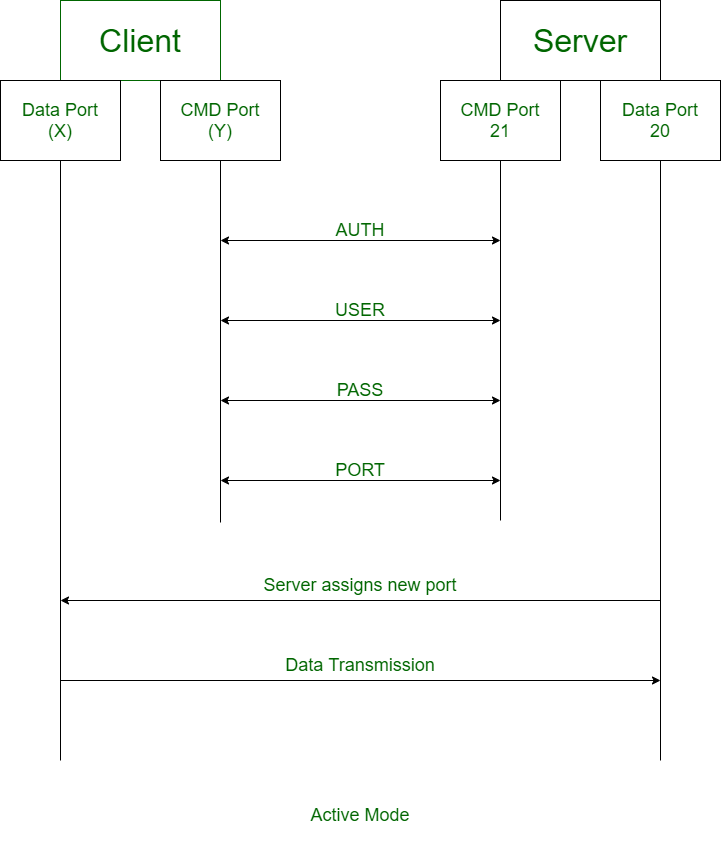 Client
Server
Data Port
(X)
CMD Port
(Y)
CMD Port
21
Data Port
20
AUTH
USER
PASS
PORT
Server assigns new port
Data Transmission
Active Mode